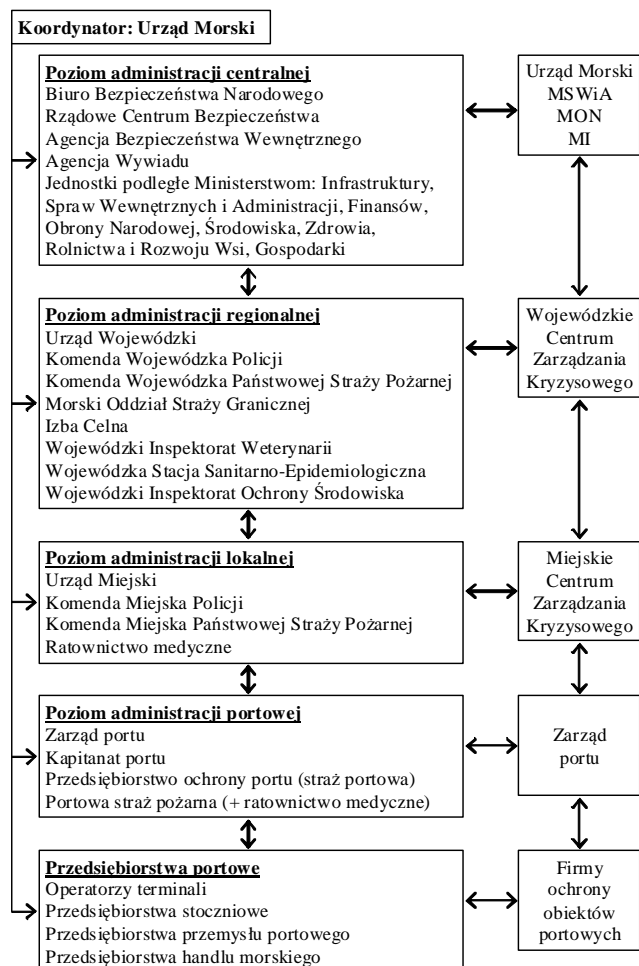 Koordynator: Urząd Morski
Poziom administracji centralnej
Biuro Bezpieczeństwa Narodowego
Rządowe Centrum Bezpieczeństwa
Agencja Bezpieczeństwa Wewnętrznego
Agencja Wywiadu
Jednostki podległe Ministerstwom: Infrastruktury,
Spraw Wewnętrznych i Administracji, Finansów,
Obrony Narodowej, Środowiska, Zdrowia,
Rolnictwa i Rozwoju Wsi, Gospodarki
Urząd Morski
MSWiA
MON
MI
Poziom administracji regionalnej
Urząd Wojewódzki
Komenda Wojewódzka Policji
Komenda Wojewódzka Państwowej Straży Pożarnej
Morski Oddział Straży Granicznej
Izba Celna
Wojewódzki Inspektorat Weterynarii
Wojewódzka Stacja Sanitarno-Epidemiologiczna
Wojewódzki Inspektorat Ochrony Środowiska
Wojewódzkie
Centrum
Zarządzania
Kryzysowego
Poziom administracji lokalnej
Urząd Miejski
Komenda Miejska Policji
Komenda Miejska Państwowej Straży Pożarnej
Ratownictwo medyczne
Miejskie
Centrum
Zarządzania
Kryzysowego
Poziom administracji portowej
Zarząd portu
Kapitanat portu
Przedsiębiorstwo ochrony portu (straż portowa)
Portowa straż pożarna (+ ratownictwo medyczne)
Zarząd
portu
Przedsiębiorstwa portowe
Operatorzy terminali
Przedsiębiorstwa stoczniowe
Przedsiębiorstwa przemysłu portowego
Przedsiębiorstwa handlu morskiego
Firmy
ochrony
obiektów
portowych